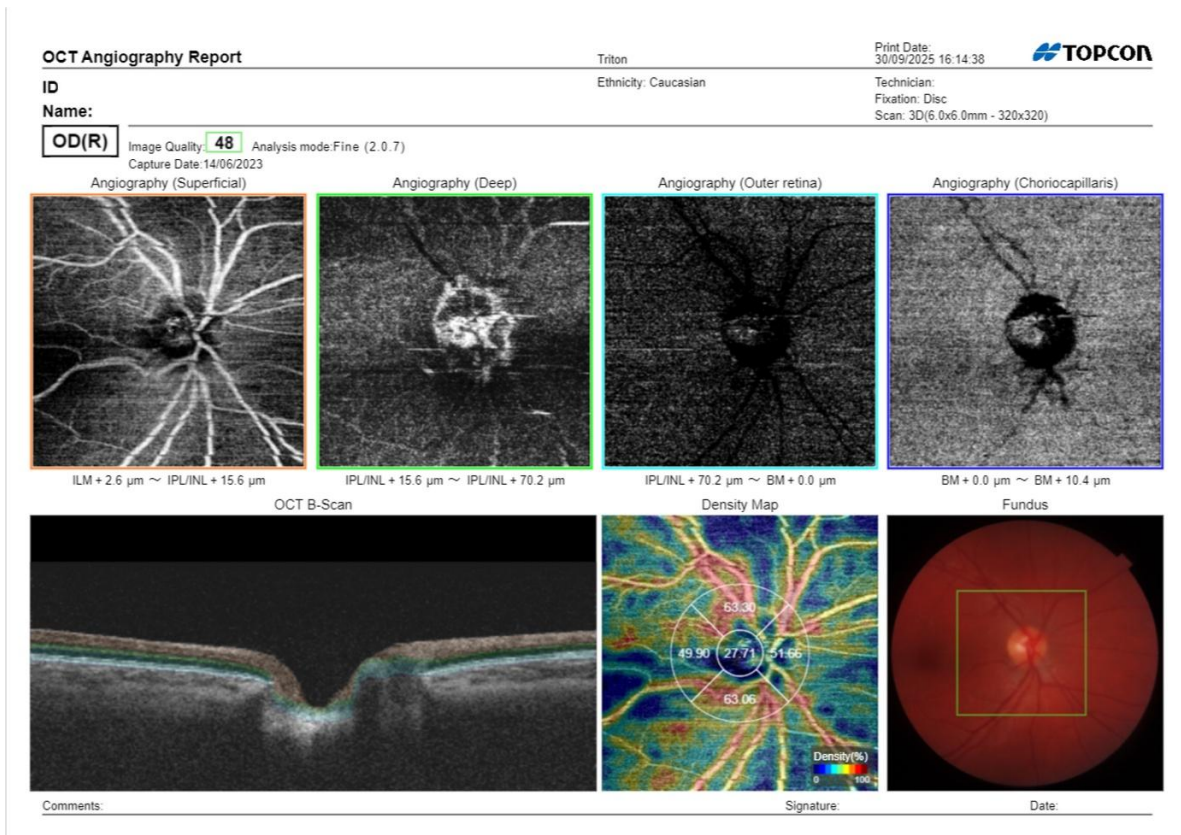 OCT Angiography Report
Triton
Print Date:
30/09/2025 16:14:38
TOPCON
ID
Ethnicity: Caucasian
Technician:
Fixation: Disc
Name:
Scan: 3D(6.0x6.0mm - 320x320)
OD(R)
Image Quality: 48 Analysis mode:Fine (2.0.7)
Capture Date:14/06/2023
Angiography (Superficial)
Angiography (Deep)
Angiography (Outer retina)
Angiography (Choriocapillaris)
ILM + 2.6 μm ～ IPL/INL + 15.6 μm
IPL/INL + 15.6 μm ～ IPL/INL + 70.2 μm
IPL/INL + 70.2 μm ～ BM + 0.0 μm
BM + 0.0 μm ～ BM + 10.4 μm
OCT B-Scan
Density Map
Fundus
63.30
49.90 27.71 51.66
63.06
Density(%)
0 100
Comments:
Signature:
Date: